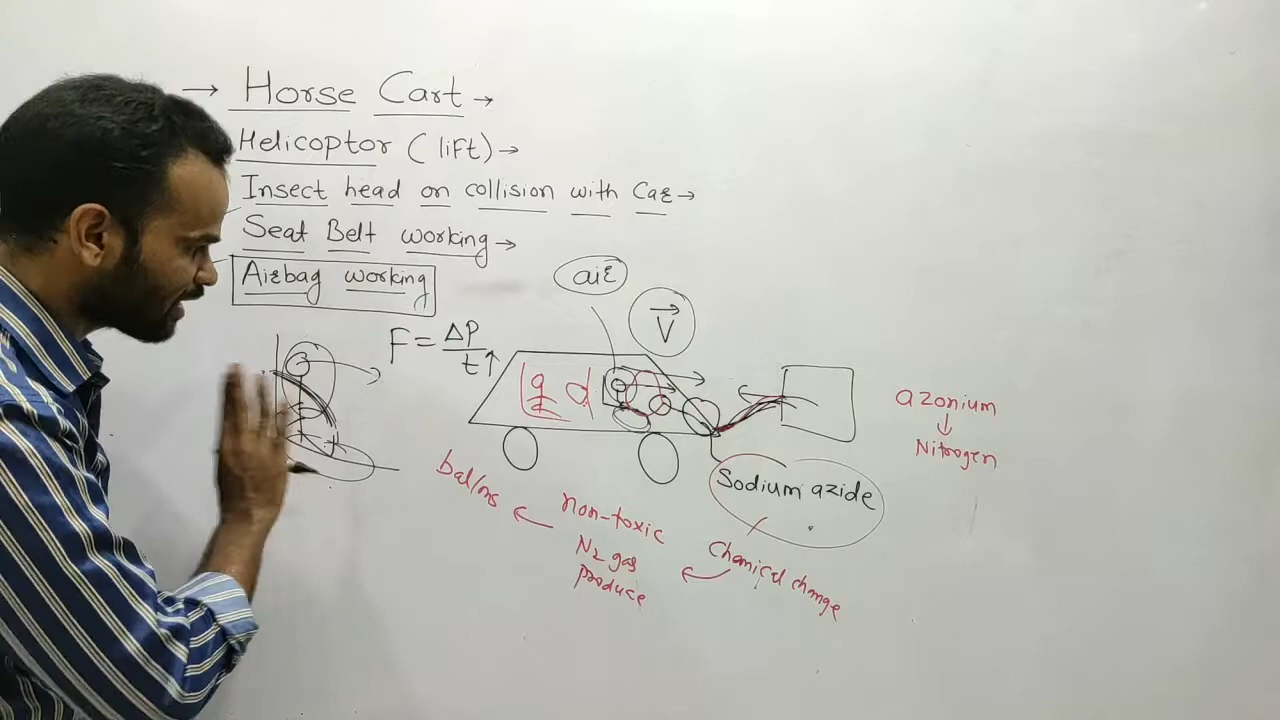 → Horse Cart →
Helicoptor (lift) →
Insect head on collision with Car →
Seat Belt working →
Airbag working
air
V
F = ΔP
t↑
azonium
↓
Nitrogen
Sodium azide
Chemical change
non-toxic
N₂ gas
produce